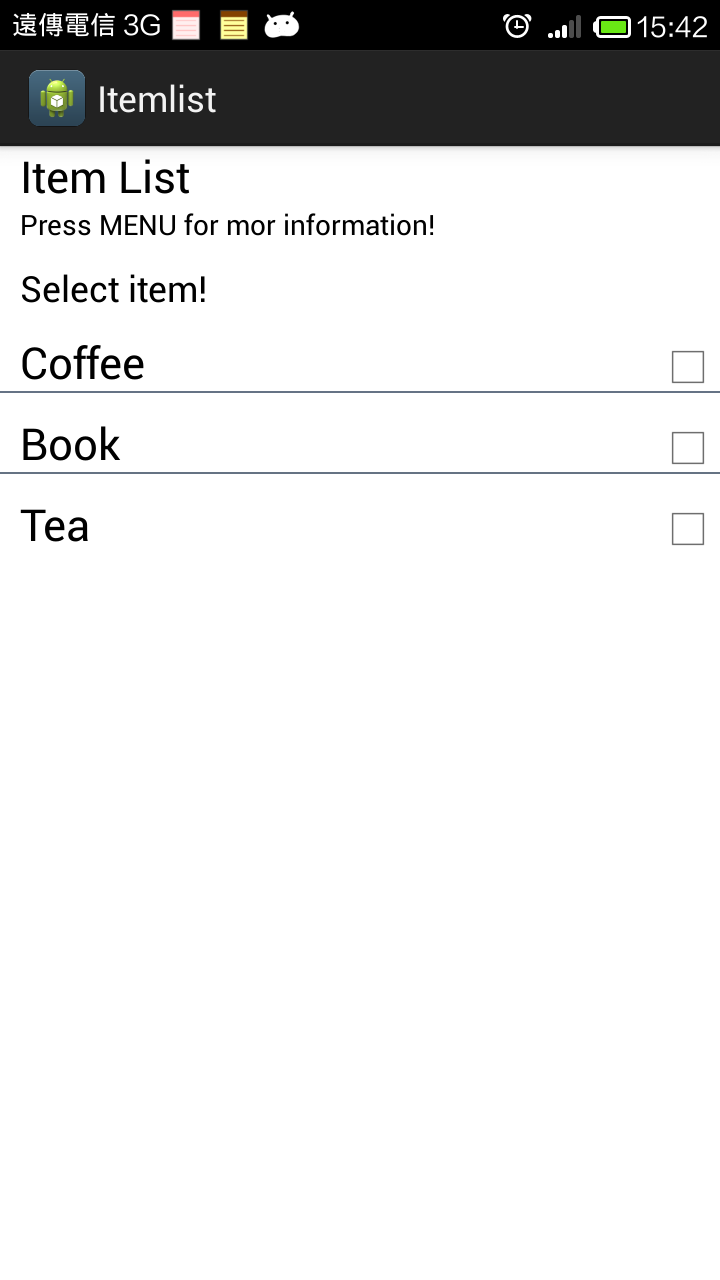 遠傳電信 3G 15:42
Itemlist
Item List
Press MENU for mor information!
Select item!
Coffee
Book
Tea